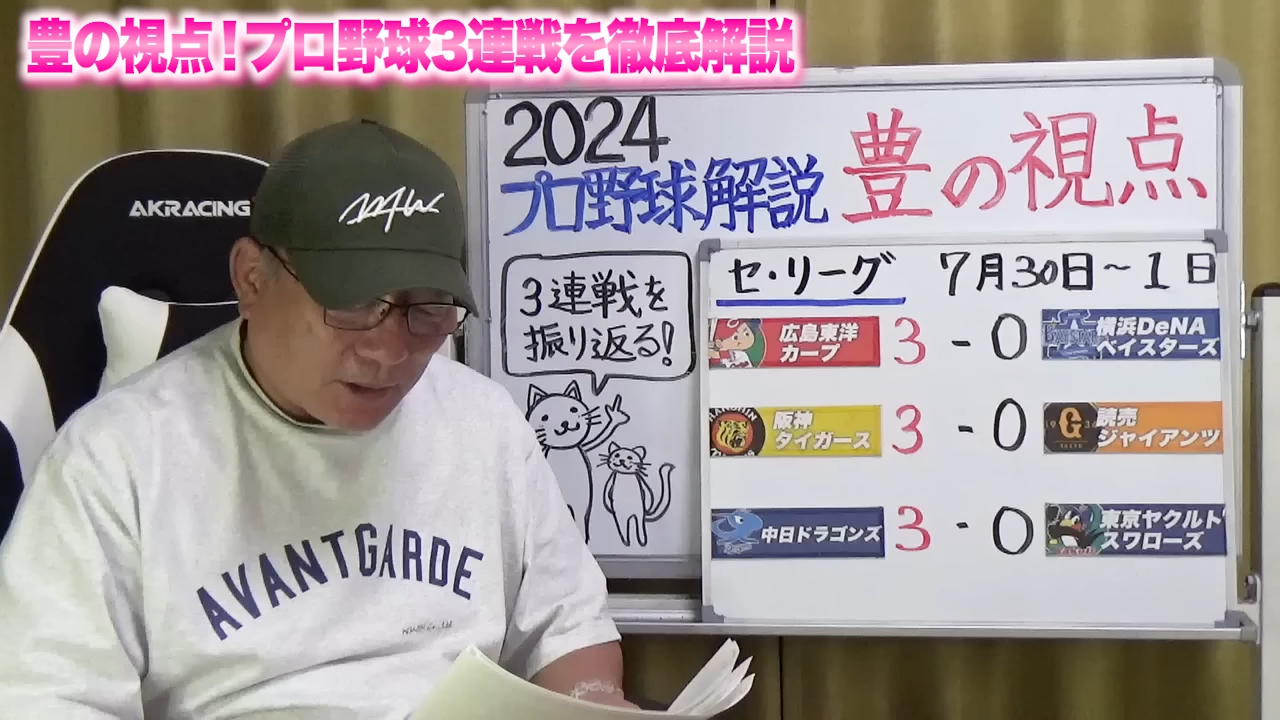 豊の視点！プロ野球3連戦を徹底解説
2024
プロ野球解説 豊の視点
3連戦を
振り返る！
セ・リーグ 7月30日～1日
広島東洋
カープ 3 - 0 横浜DeNA
ベイスターズ
阪神
タイガース 3 - 0 読売
ジャイアンツ
中日ドラゴンズ 3 - 0 東京ヤクルト
スワローズ
AKRACING
AVANTGARDE